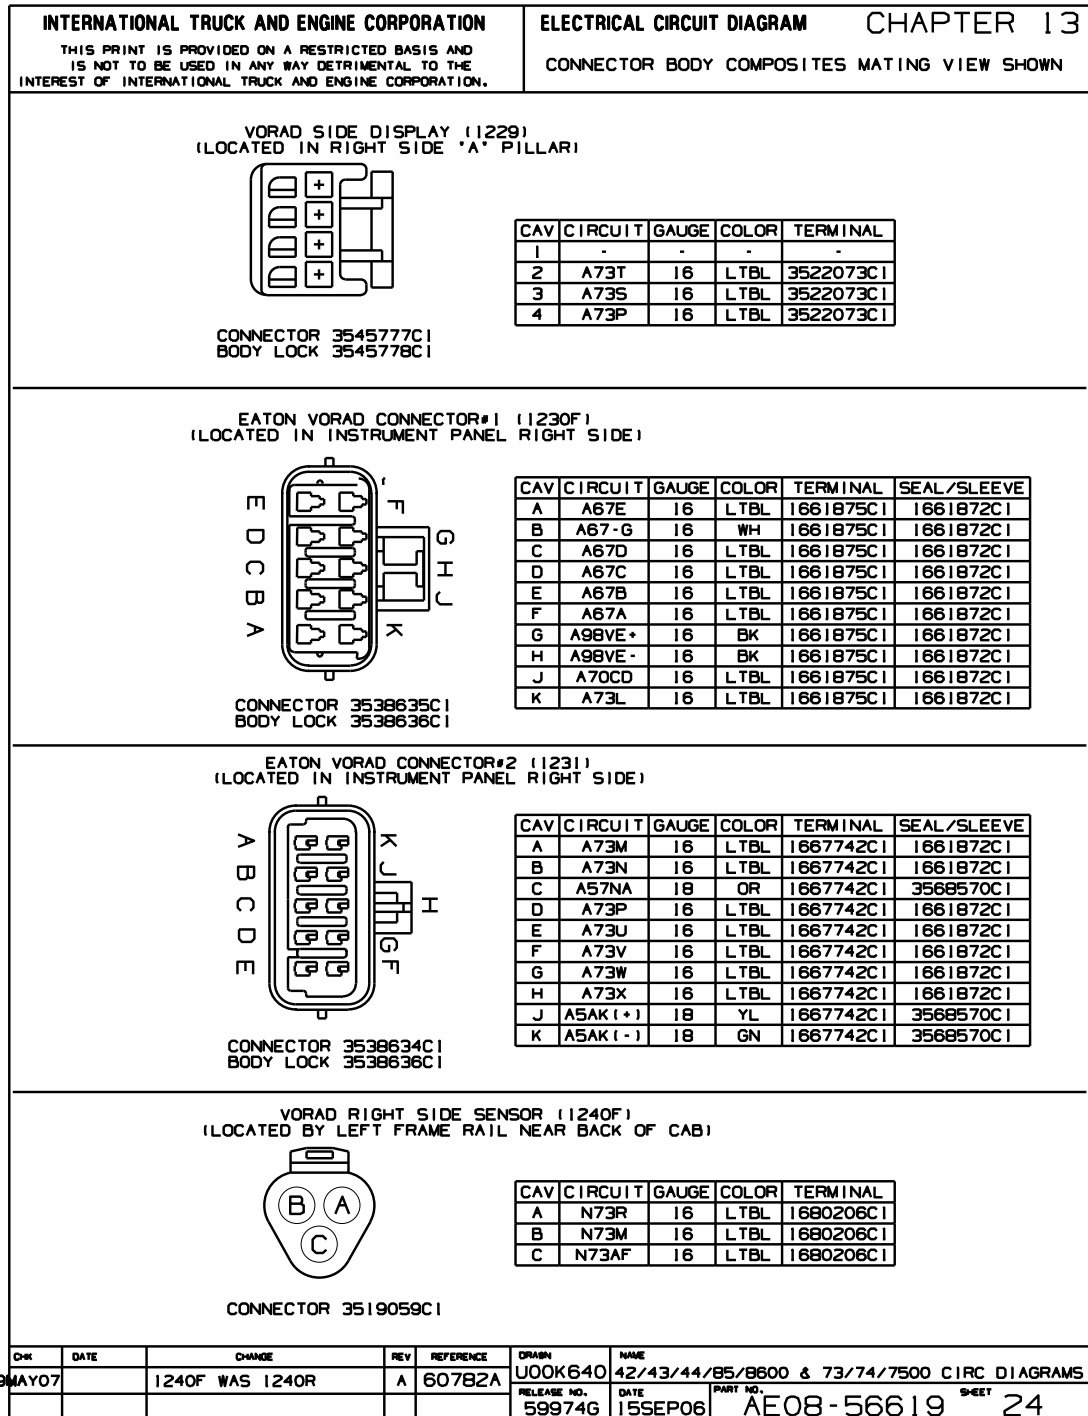 INTERNATIONAL TRUCK AND ENGINE CORPORATION
THIS PRINT IS PROVIDED ON A RESTRICTED BASIS AND
IS NOT TO BE USED IN ANY WAY DETRIMENTAL TO THE
INTEREST OF INTERNATIONAL TRUCK AND ENGINE CORPORATION.
ELECTRICAL CIRCUIT DIAGRAM CHAPTER 13
CONNECTOR BODY COMPOSITES MATING VIEW SHOWN
VORAD SIDE DISPLAY (1229)
(LOCATED IN RIGHT SIDE "A" PILLAR)
CAV CIRCUIT GAUGE COLOR TERMINAL
1 - - - -
2 A73T 16 LTBL 3522073C1
3 A73S 16 LTBL 3522073C1
4 A73P 16 LTBL 3522073C1
CONNECTOR 3545777C1
BODY LOCK 3545778C1
EATON VORAD CONNECTOR#1 (1230F)
(LOCATED IN INSTRUMENT PANEL RIGHT SIDE)
E F
D G
C H
B J
A K
CAV CIRCUIT GAUGE COLOR TERMINAL SEAL/SLEEVE
A A67E 16 LTBL 1661875C1 1661872C1
B A67-G 16 WH 1661875C1 1661872C1
C A67D 16 LTBL 1661875C1 1661872C1
D A67C 16 LTBL 1661875C1 1661872C1
E A67B 16 LTBL 1661875C1 1661872C1
F A67A 16 LTBL 1661875C1 1661872C1
G A98VE+ 16 BK 1661875C1 1661872C1
H A98VE- 16 BK 1661875C1 1661872C1
J A70CD 16 LTBL 1661875C1 1661872C1
K A73L 16 LTBL 1661875C1 1661872C1
CONNECTOR 3538635C1
BODY LOCK 3538636C1
EATON VORAD CONNECTOR#2 (1231)
(LOCATED IN INSTRUMENT PANEL RIGHT SIDE)
A K
B J
C H
D G
E F
CAV CIRCUIT GAUGE COLOR TERMINAL SEAL/SLEEVE
A A73M 16 LTBL 1667742C1 1661872C1
B A73N 16 LTBL 1667742C1 1661872C1
C A57NA 18 OR 1667742C1 3568570C1
D A73P 16 LTBL 1667742C1 1661872C1
E A73U 16 LTBL 1667742C1 1661872C1
F A73V 16 LTBL 1667742C1 1661872C1
G A73W 16 LTBL 1667742C1 1661872C1
H A73X 16 LTBL 1667742C1 1661872C1
J A5AK(+) 18 YL 1667742C1 3568570C1
K A5AK(-) 18 GN 1667742C1 3568570C1
CONNECTOR 3538634C1
BODY LOCK 3538636C1
VORAD RIGHT SIDE SENSOR (1240F)
(LOCATED BY LEFT FRAME RAIL NEAR BACK OF CAB)
B A
C
CAV CIRCUIT GAUGE COLOR TERMINAL
A N73R 16 LTBL 1680206C1
B N73M 16 LTBL 1680206C1
C N73AF 16 LTBL 1680206C1
CONNECTOR 3519059C1
CHK DATE CHANGE REV REFERENCE DRAWN NAME
U00K640 42/43/44/85/8600 & 73/74/7500 CIRC DIAGRAMS
9MAY07 1240F WAS 1240R A 60782A
RELEASE NO. DATE PART NO. SHEET
59974G 15SEP06 AE08-56619 24